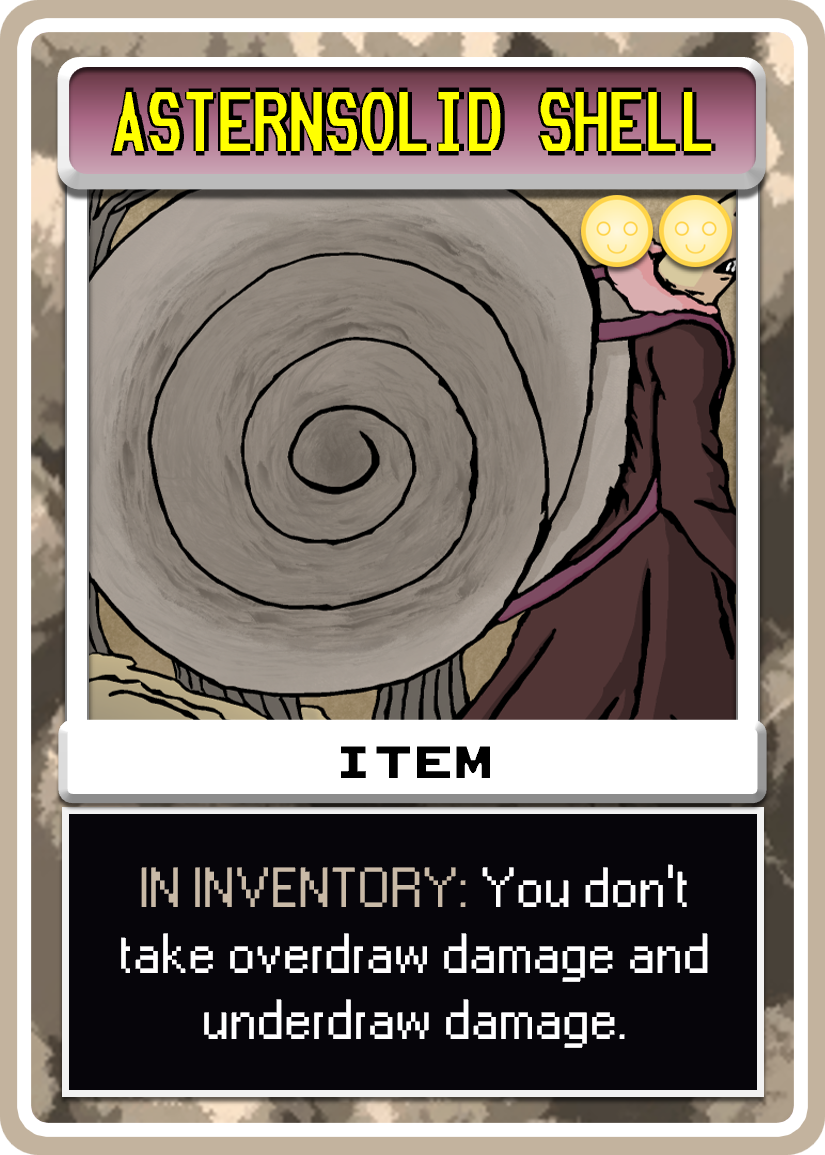 ASTERNSOLID SHELL
ITEM
IN INVENTORY: You don't
take overdraw damage and
underdraw damage.